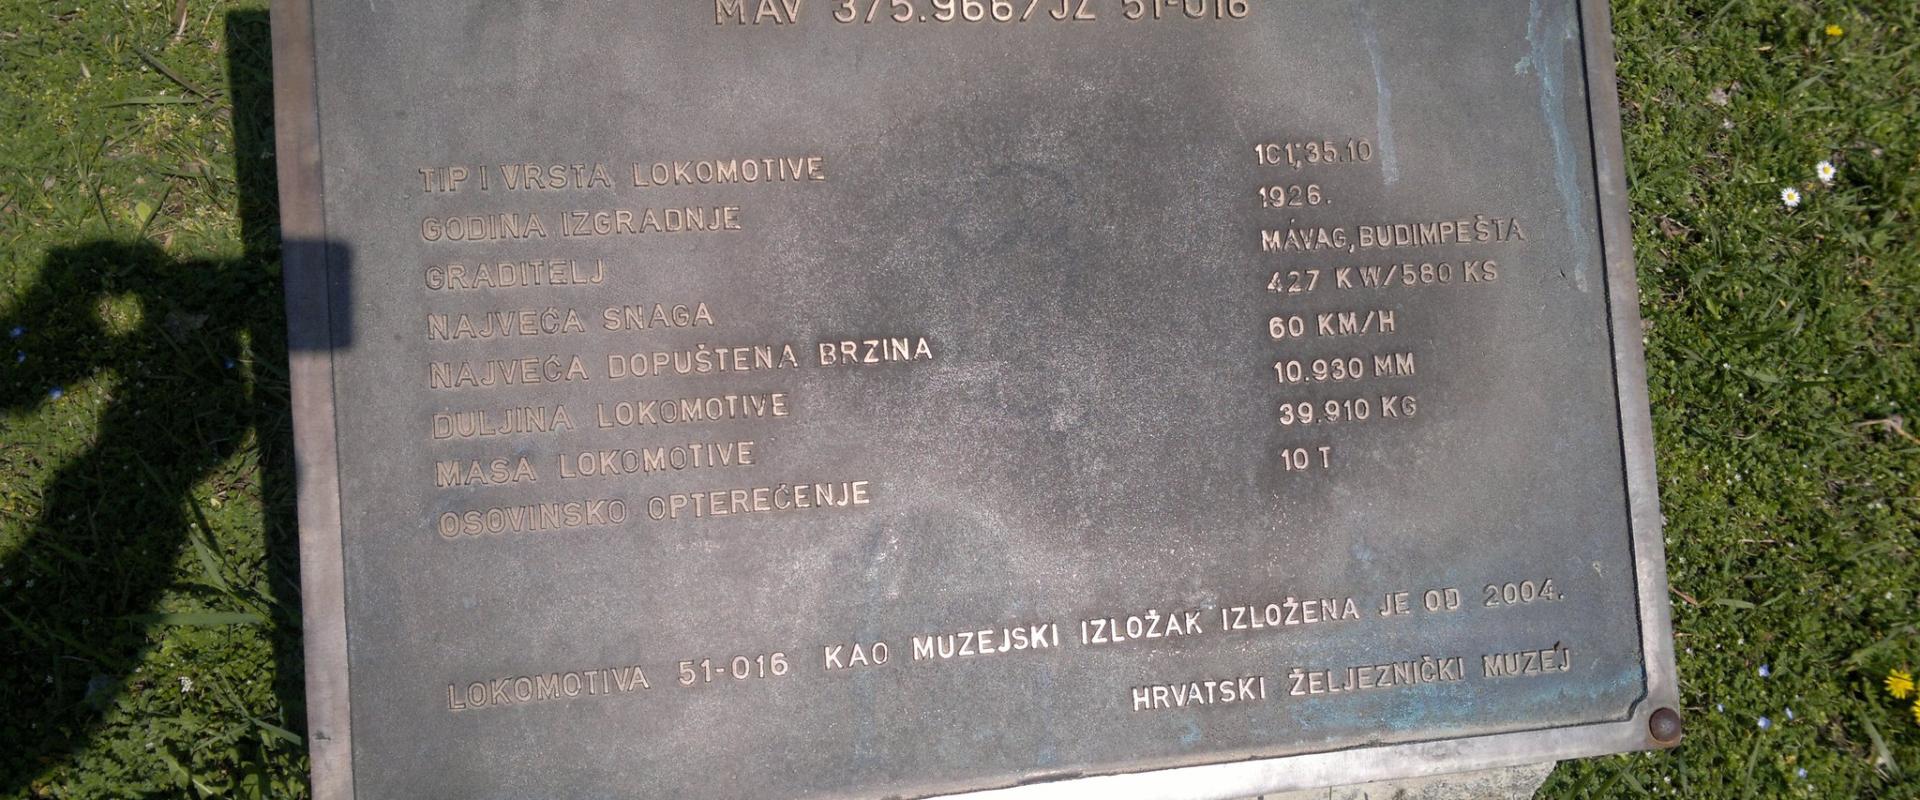 MÁV 375.966/JŽ 51-016
TIP I VRSTA LOKOMOTIVE 1C1,35.10
GODINA IZGRADNJE 1926.
GRADITELJ MÁVAG, BUDIMPEŠTA
NAJVEĆA SNAGA 427 KW/580 KS
NAJVEĆA DOPUŠTENA BRZINA 60 KM/H
DULJINA LOKOMOTIVE 10.930 MM
MASA LOKOMOTIVE 39.910 KG
OSOVINSKO OPTEREĆENJE 10 T
LOKOMOTIVA 51-016 KAO MUZEJSKI IZLOŽAK IZLOŽENA JE OD 2004.
HRVATSKI ŽELJEZNIČKI MUZEJ